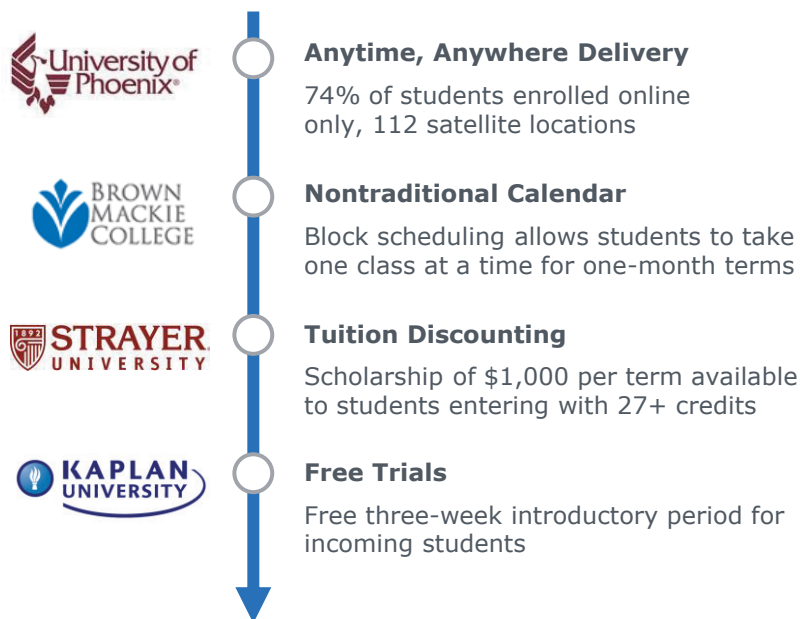 University of
Phoenix®
Anytime, Anywhere Delivery
74% of students enrolled online
only, 112 satellite locations
BROWN
MACKIE
COLLEGE
Nontraditional Calendar
Block scheduling allows students to take
one class at a time for one-month terms
1892
STRAYER
UNIVERSITY
Tuition Discounting
Scholarship of $1,000 per term available
to students entering with 27+ credits
KAPLAN
UNIVERSITY
Free Trials
Free three-week introductory period for
incoming students